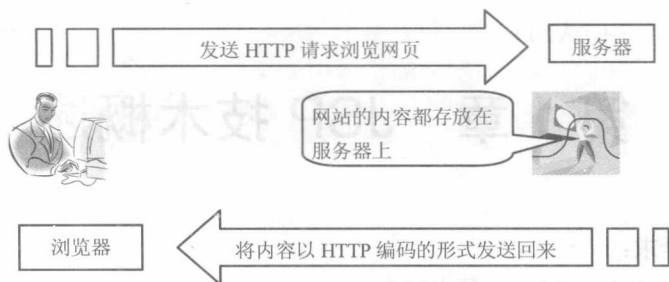 发送 HTTP 请求浏览网页
服务器
网站的内容都存放在
服务器上
浏览器
将内容以 HTTP 编码的形式发送回来